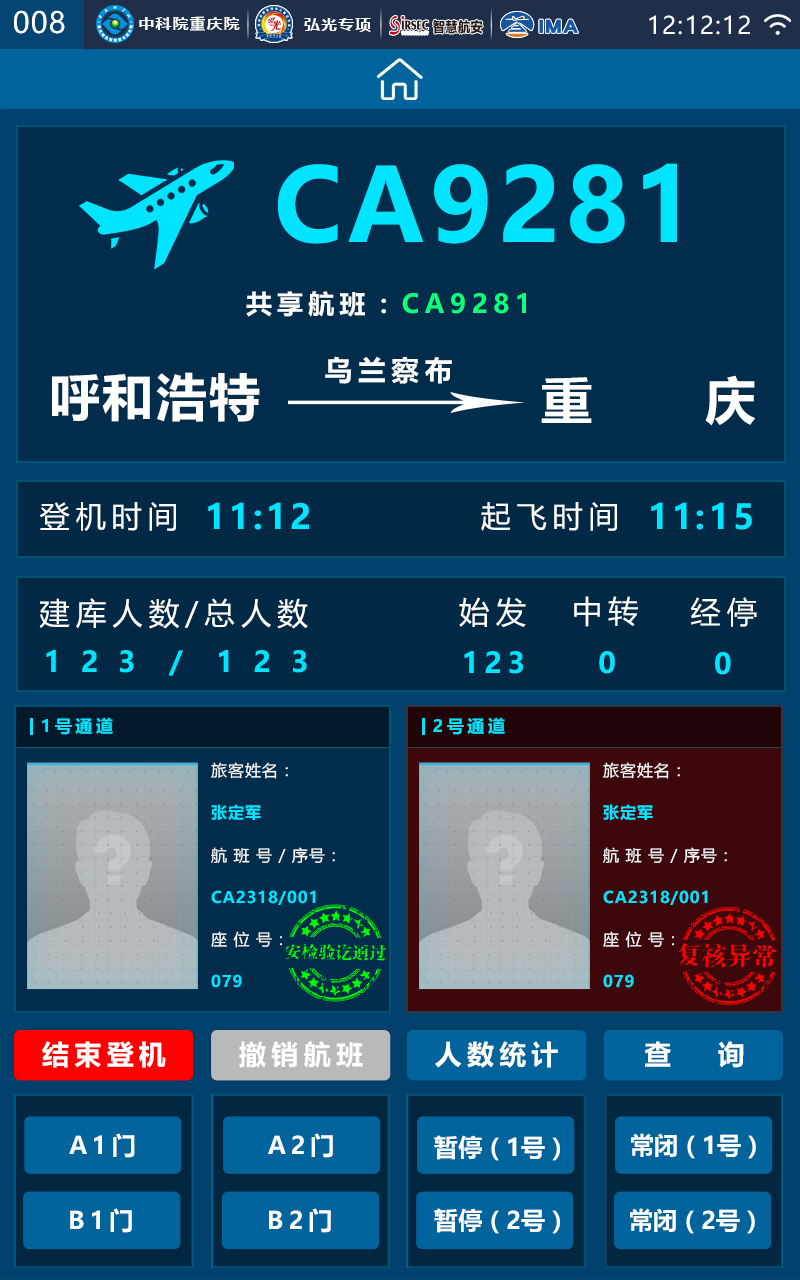 008 中科院重庆院 弘光专项 SiRSEC 智慧航安 IMA 12:12:12
CA9281
共享航班：CA9281
呼和浩特 乌兰察布 重 庆
登机时间 11:12 起飞时间 11:15
建库人数/总人数 始发 中转 经停
1 2 3 / 1 2 3 123 0 0
1号通道
旅客姓名：
张定军
航 班 号 / 序号：
CA2318/001
座 位 号：
079
安检验讫通过
2号通道
旅客姓名：
张定军
航 班 号 / 序号：
CA2318/001
座 位 号：
079
复核异常
结束登机 撤销航班 人数统计 查 询
A1门 A2门 暂停（1号） 常闭（1号）
B1门 B2门 暂停（2号） 常闭（2号）